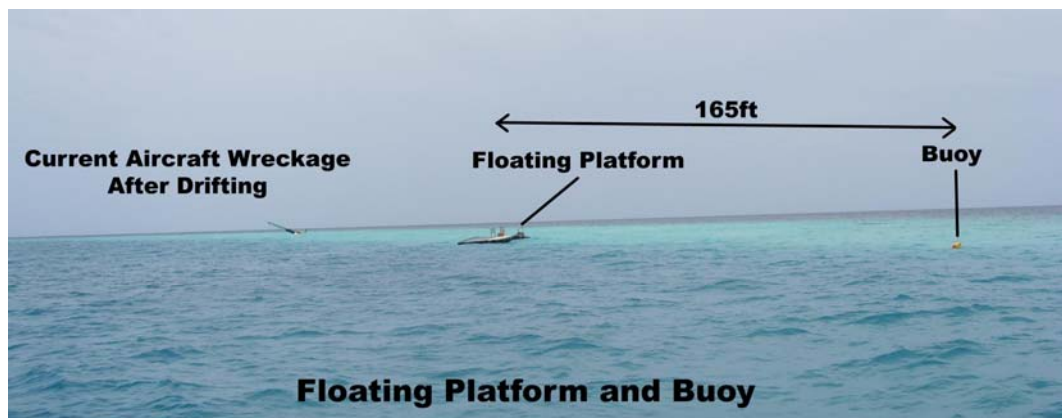 165ft
Current Aircraft Wreckage
After Drifting
Floating Platform
Buoy
Floating Platform and Buoy